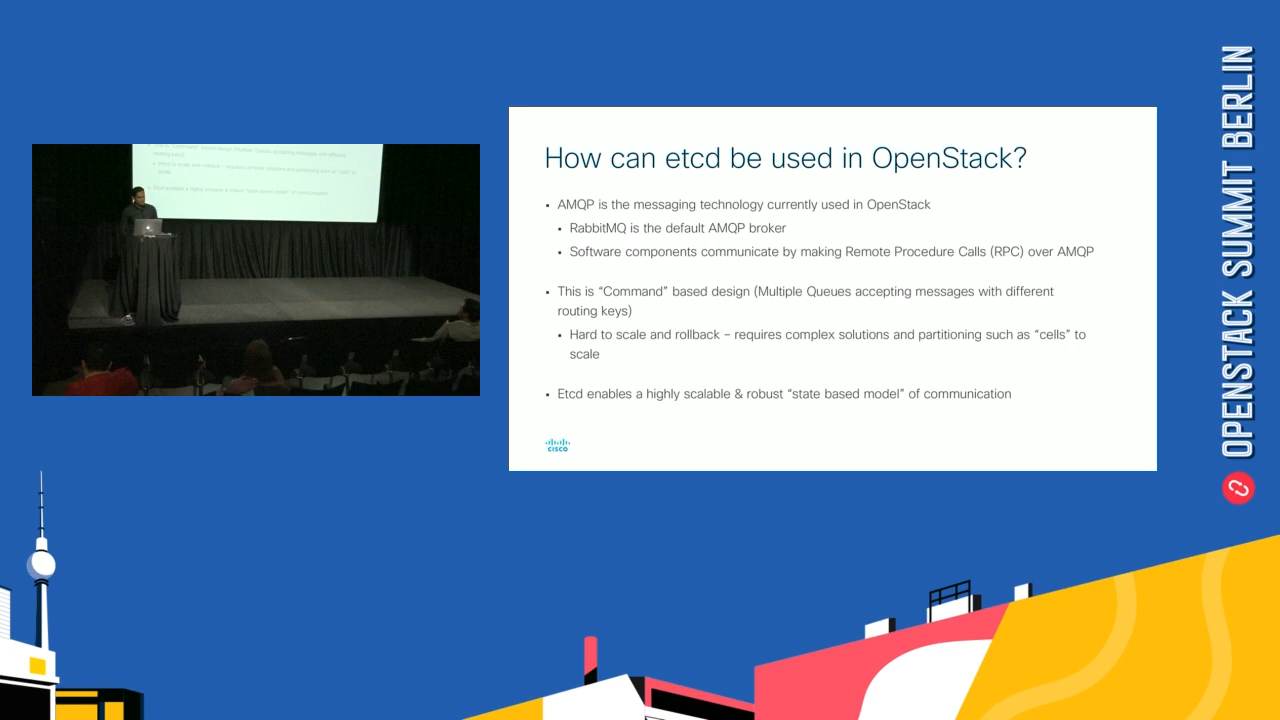 How can etcd be used in OpenStack?
▪ AMQP is the messaging technology currently used in OpenStack
▪ RabbitMQ is the default AMQP broker
▪ Software components communicate by making Remote Procedure Calls (RPC) over AMQP
▪ This is “Command” based design (Multiple Queues accepting messages with different
routing keys)
▪ Hard to scale and rollback – requires complex solutions and partitioning such as “cells” to
scale
▪ Etcd enables a highly scalable & robust “state based model” of communication
CISCO
OPENSTACK SUMMIT BERLIN